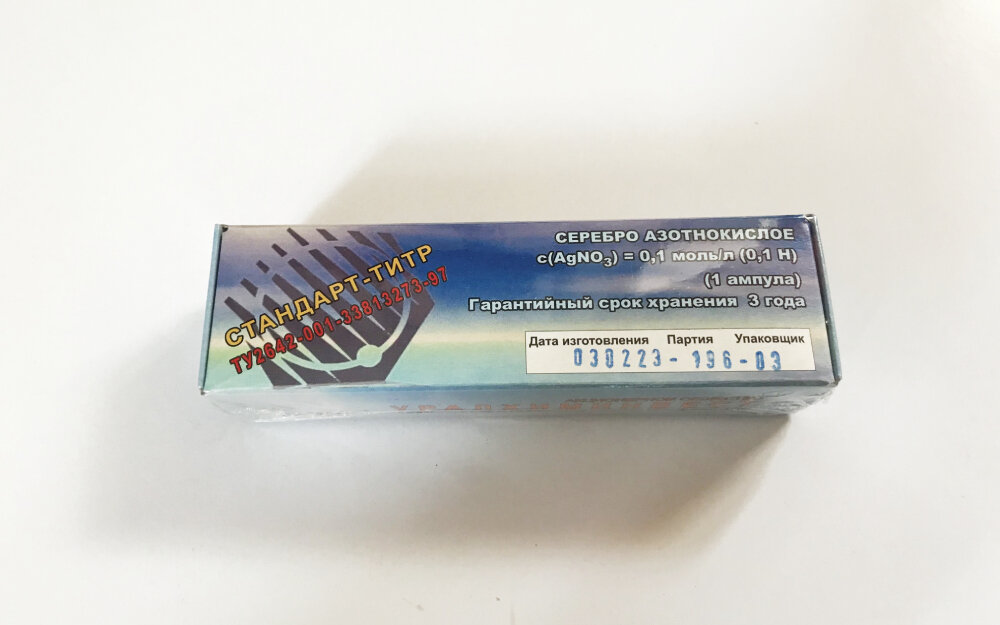 СТАНДАРТ-ТИТР
ТУ2642-001-33813273-97
СЕРЕБРО АЗОТНОКИСЛОЕ
c(AgNO₃) = 0,1 моль/л (0,1 Н)
(1 ампула)
Гарантийный срок хранения 3 года
Дата изготовления Партия Упаковщик
030223-196-03